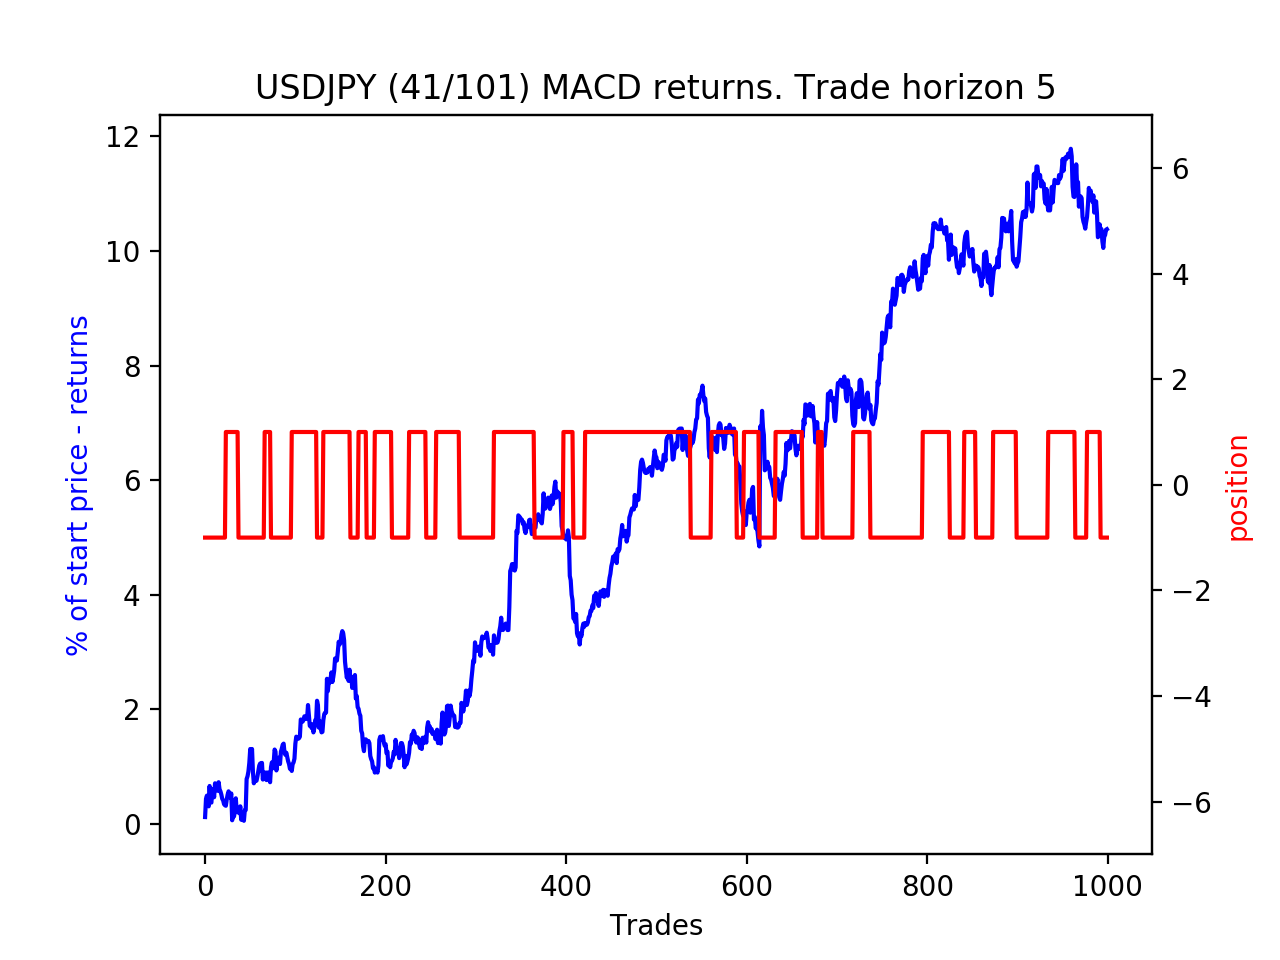 USDJPY (41/101) MACD returns. Trade horizon 5
12
10
8
6
4
2
0
% of start price - returns
6
4
2
0
−2
−4
−6
position
0 200 400 600 800 1000
Trades